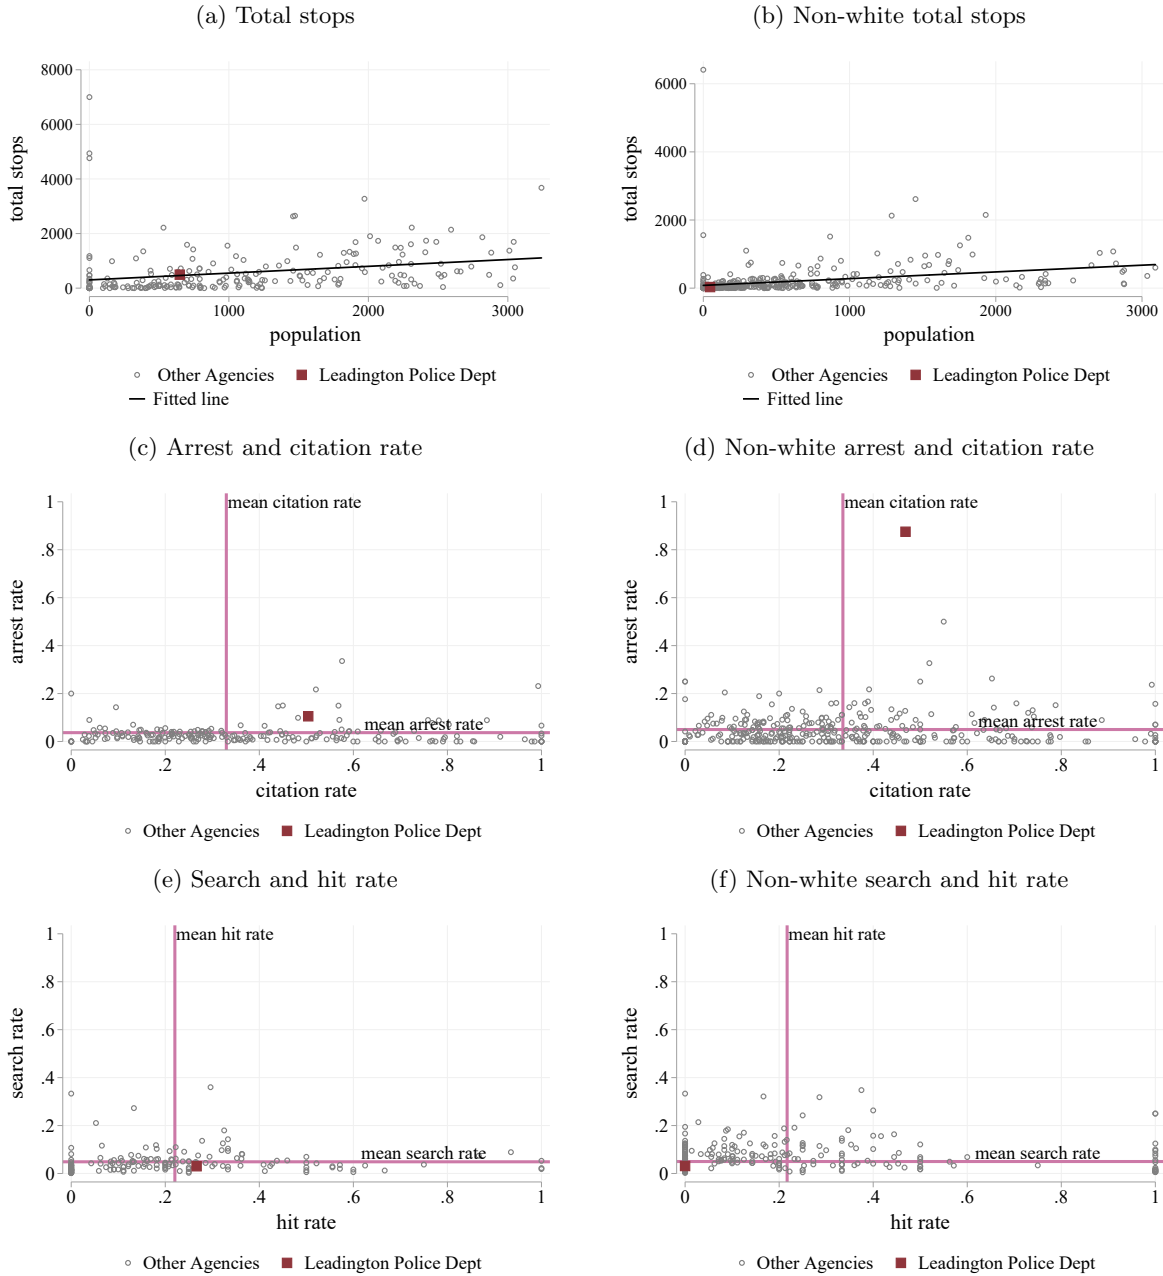 (a) Total stops
(b) Non-white total stops
8000
6000
4000
2000
0
total stops
0
1000
2000
3000
population
Other Agencies
Leadington Police Dept
Fitted line
6000
4000
2000
0
total stops
0
1000
2000
3000
population
Other Agencies
Leadington Police Dept
Fitted line
(c) Arrest and citation rate
(d) Non-white arrest and citation rate
mean citation rate
mean arrest rate
1
.8
.6
.4
.2
0
arrest rate
0
.2
.4
.6
.8
1
citation rate
Other Agencies
Leadington Police Dept
mean citation rate
mean arrest rate
1
.8
.6
.4
.2
0
arrest rate
0
.2
.4
.6
.8
1
citation rate
Other Agencies
Leadington Police Dept
(e) Search and hit rate
(f) Non-white search and hit rate
mean hit rate
mean search rate
1
.8
.6
.4
.2
0
search rate
0
.2
.4
.6
.8
1
hit rate
Other Agencies
Leadington Police Dept
mean hit rate
mean search rate
1
.8
.6
.4
.2
0
search rate
0
.2
.4
.6
.8
1
hit rate
Other Agencies
Leadington Police Dept